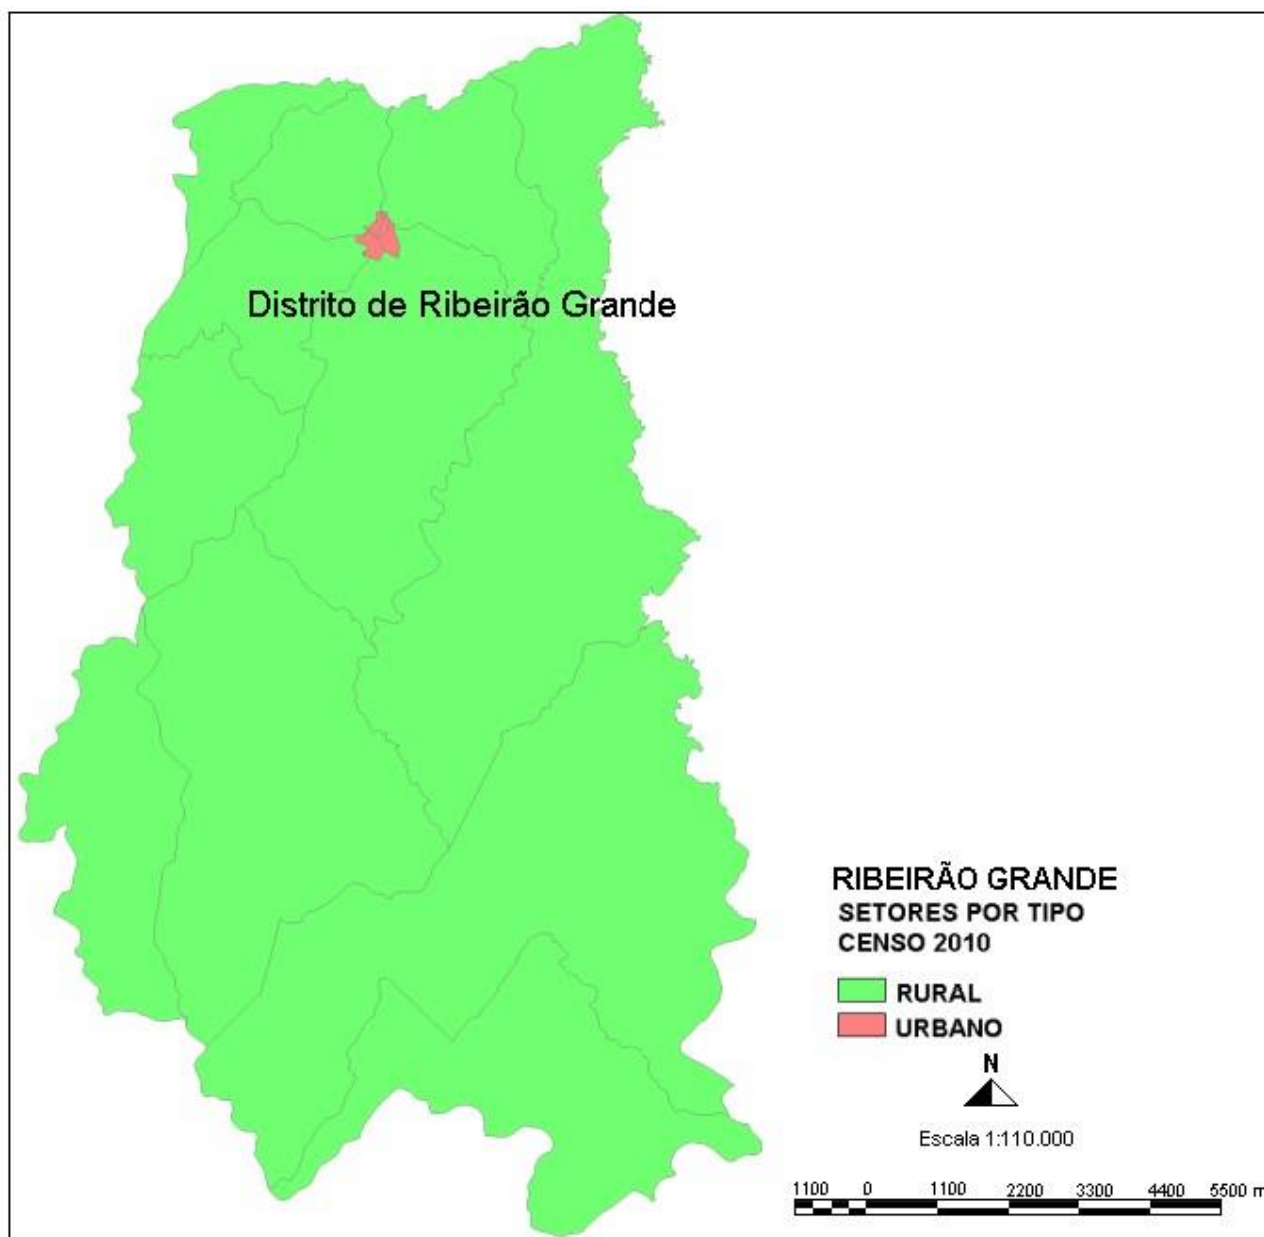 Distrito de Ribeirão Grande
RIBEIRÃO GRANDE
SETORES POR TIPO
CENSO 2010
RURAL
URBANO
N
Escala 1:110.000
1100 0 1100 2200 3300 4400 5500 m